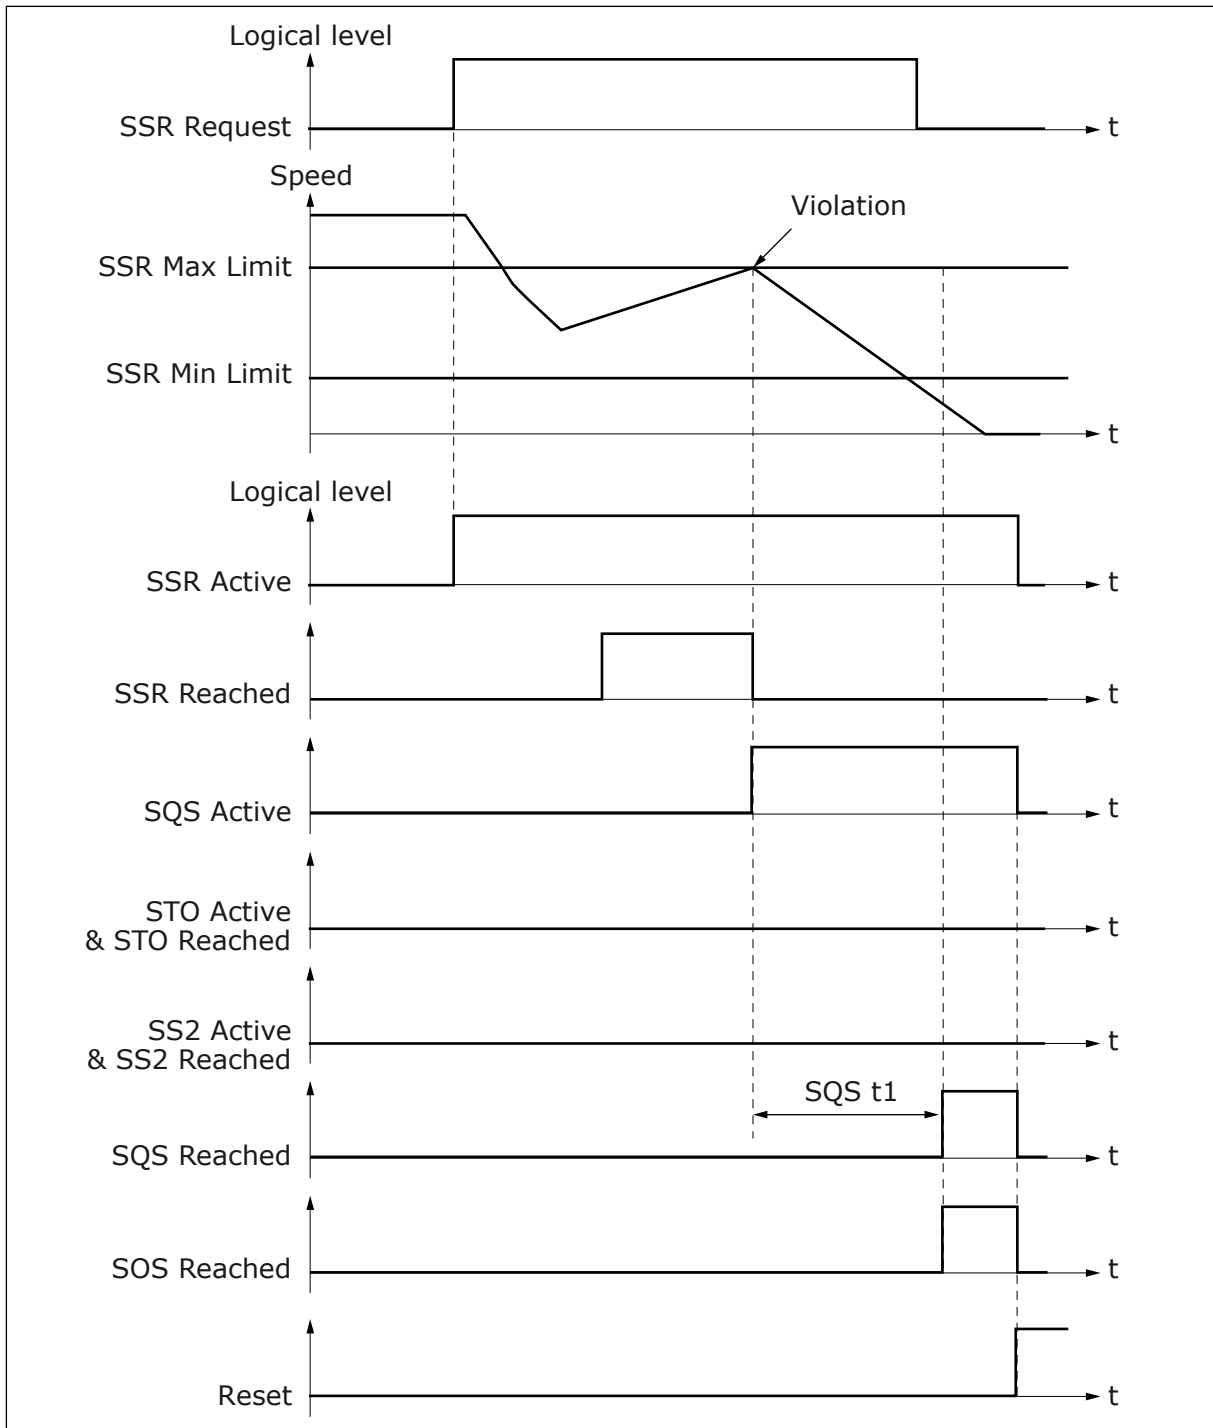 Logical level
SSR Request
t
Speed
Violation
SSR Max Limit
SSR Min Limit
t
Logical level
SSR Active
t
SSR Reached
t
SQS Active
t
STO Active
& STO Reached
t
SS2 Active
& SS2 Reached
t
SQS t1
SQS Reached
t
SOS Reached
t
Reset
t